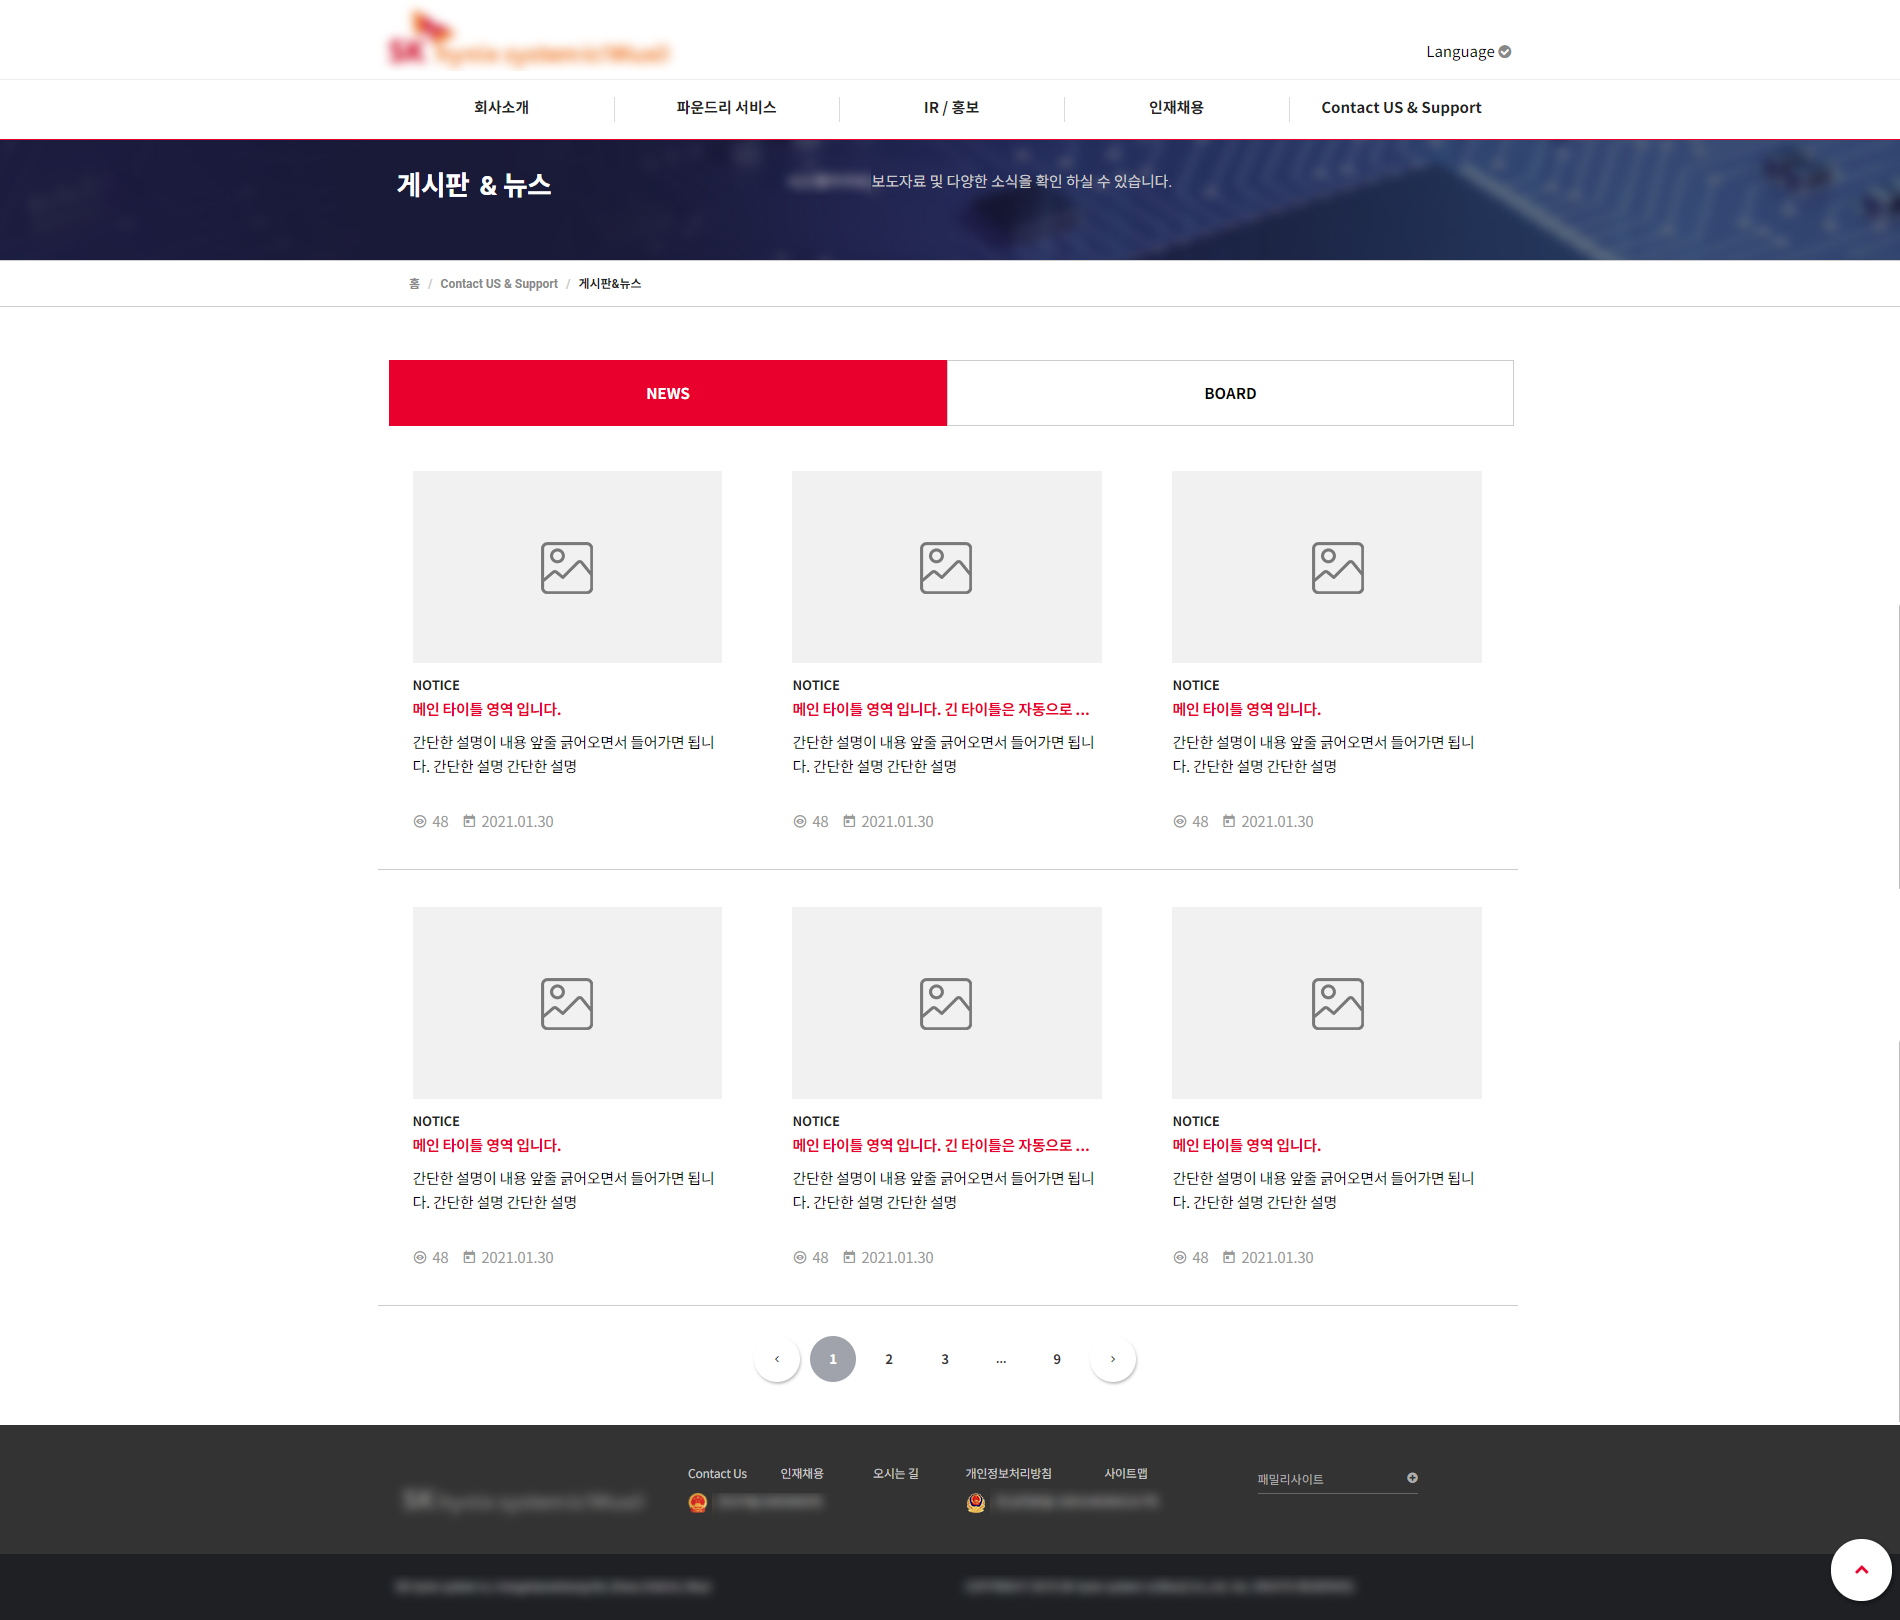 SK
Language
회사소개
파운드리 서비스
IR / 홍보
인재채용
Contact US & Support
게시판 & 뉴스
보도자료 및 다양한 소식을 확인 하실 수 있습니다.
홈 / Contact US & Support / 게시판&뉴스
NEWS
BOARD
NOTICE
메인 타이틀 영역 입니다.
간단한 설명이 내용 앞줄 긁어오면서 들어가면 됩니
다. 간단한 설명 간단한 설명
48 2021.01.30
NOTICE
메인 타이틀 영역 입니다. 긴 타이틀은 자동으로 ...
간단한 설명이 내용 앞줄 긁어오면서 들어가면 됩니
다. 간단한 설명 간단한 설명
48 2021.01.30
NOTICE
메인 타이틀 영역 입니다.
간단한 설명이 내용 앞줄 긁어오면서 들어가면 됩니
다. 간단한 설명 간단한 설명
48 2021.01.30
NOTICE
메인 타이틀 영역 입니다.
간단한 설명이 내용 앞줄 긁어오면서 들어가면 됩니
다. 간단한 설명 간단한 설명
48 2021.01.30
NOTICE
메인 타이틀 영역 입니다. 긴 타이틀은 자동으로 ...
간단한 설명이 내용 앞줄 긁어오면서 들어가면 됩니
다. 간단한 설명 간단한 설명
48 2021.01.30
NOTICE
메인 타이틀 영역 입니다.
간단한 설명이 내용 앞줄 긁어오면서 들어가면 됩니
다. 간단한 설명 간단한 설명
48 2021.01.30
‹ 1 2 3 ... 9 ›
SK
Contact Us
인재채용
오시는 길
개인정보처리방침
사이트맵
패밀리사이트